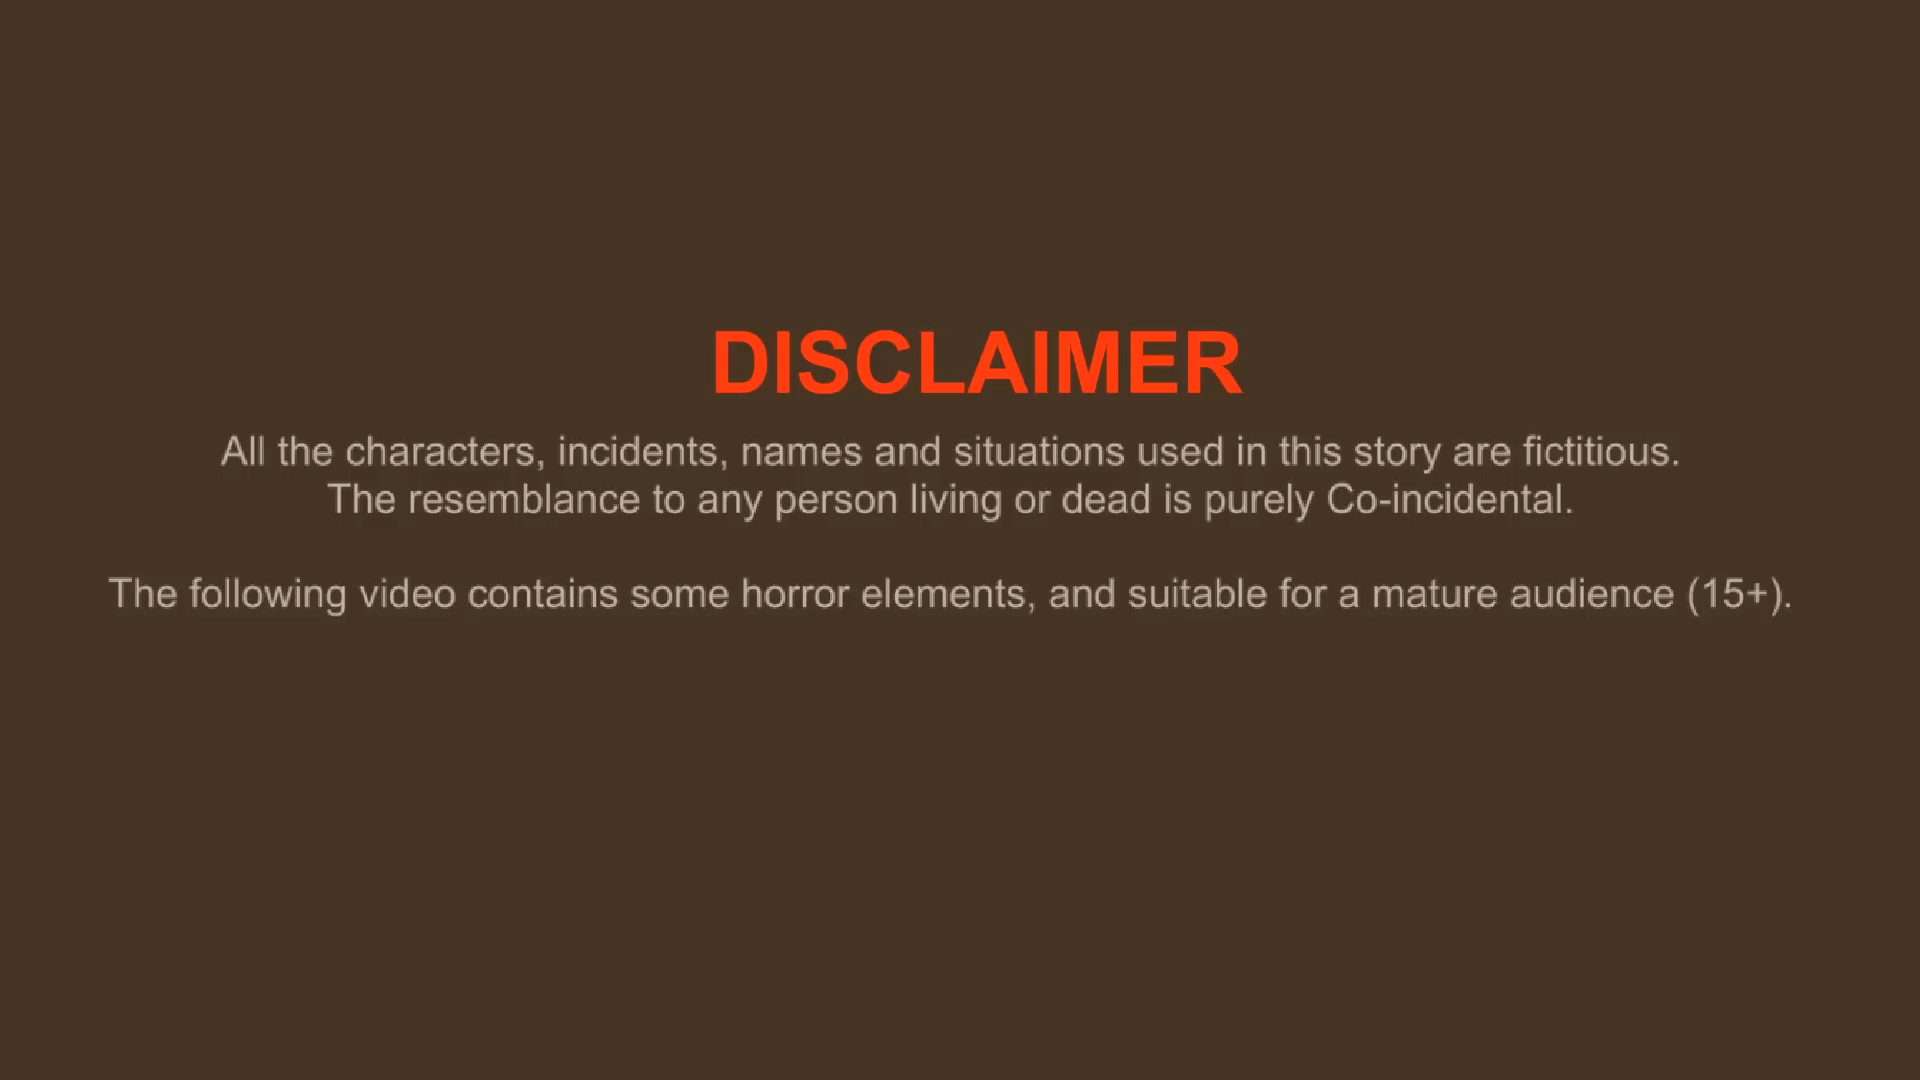 DISCLAIMER
All the characters, incidents, names and situations used in this story are fictitious.
The resemblance to any person living or dead is purely Co-incidental.
The following video contains some horror elements, and suitable for a mature audience (15+).